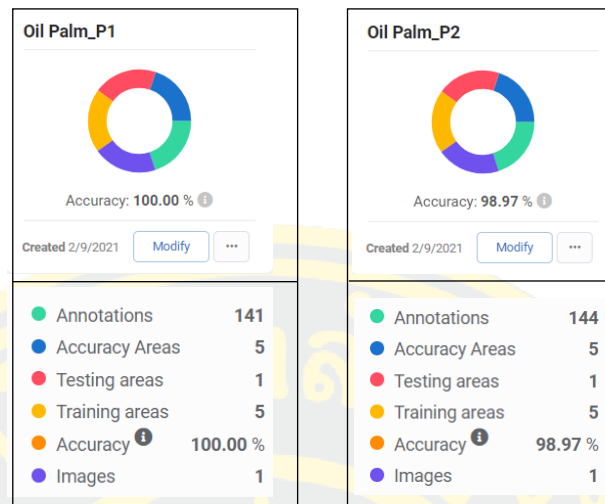 Oil Palm_P1
Accuracy: 100.00 %
Created 2/9/2021 Modify ...
Annotations 141
Accuracy Areas 5
Testing areas 1
Training areas 5
Accuracy 100.00 %
Images 1
Oil Palm_P2
Accuracy: 98.97 %
Created 2/9/2021 Modify ...
Annotations 144
Accuracy Areas 5
Testing areas 1
Training areas 5
Accuracy 98.97 %
Images 1